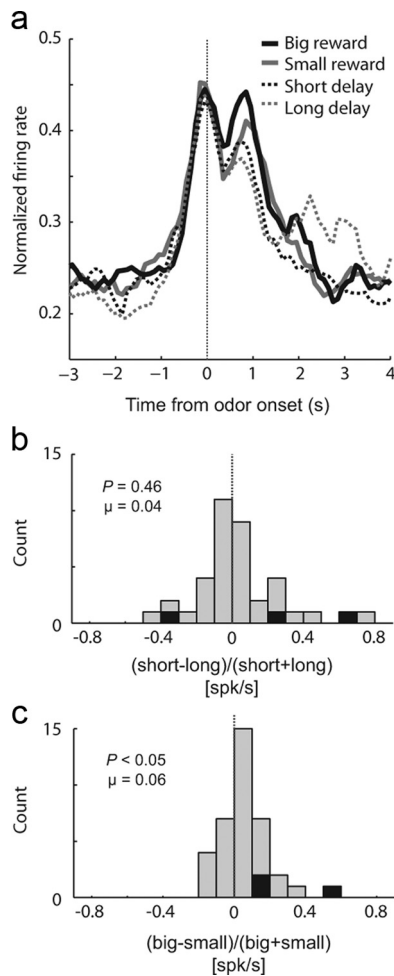 a
0.5
0.4
0.3
0.2
Normalized firing rate
Big reward
Small reward
Short delay
Long delay
−3 −2 −1 0 1 2 3 4
Time from odor onset (s)
b
15
0
Count
P = 0.46
µ = 0.04
-0.8 -0.4 0 0.4 0.8
(short-long)/(short+long)
[spk/s]
c
15
0
Count
P < 0.05
µ = 0.06
-0.8 -0.4 0 0.4 0.8
(big-small)/(big+small)
[spk/s]